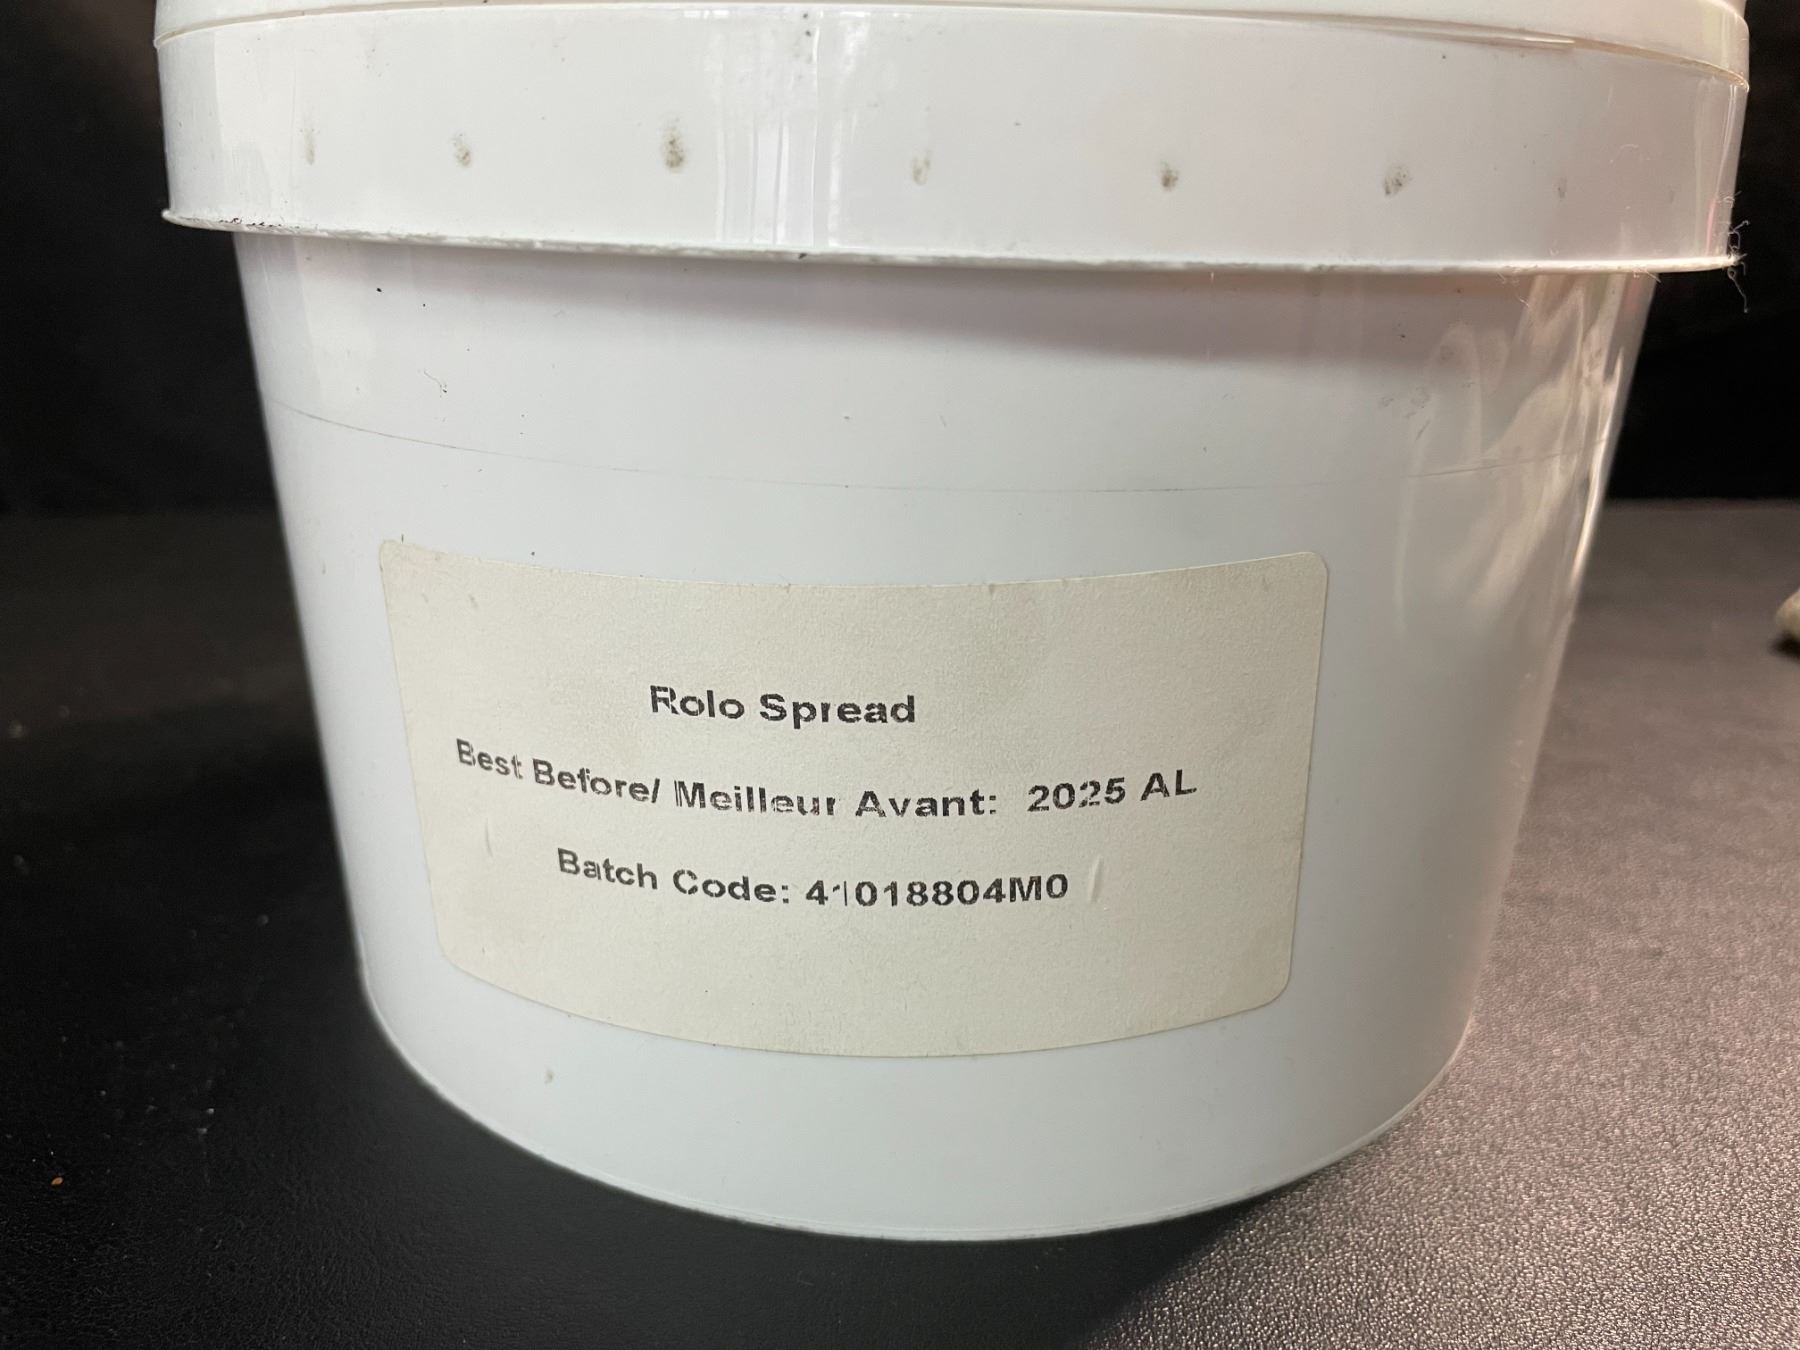 Rolo Spread
Best Before/ Meilleur Avant: 2025 AL
Batch Code: 41018804M0